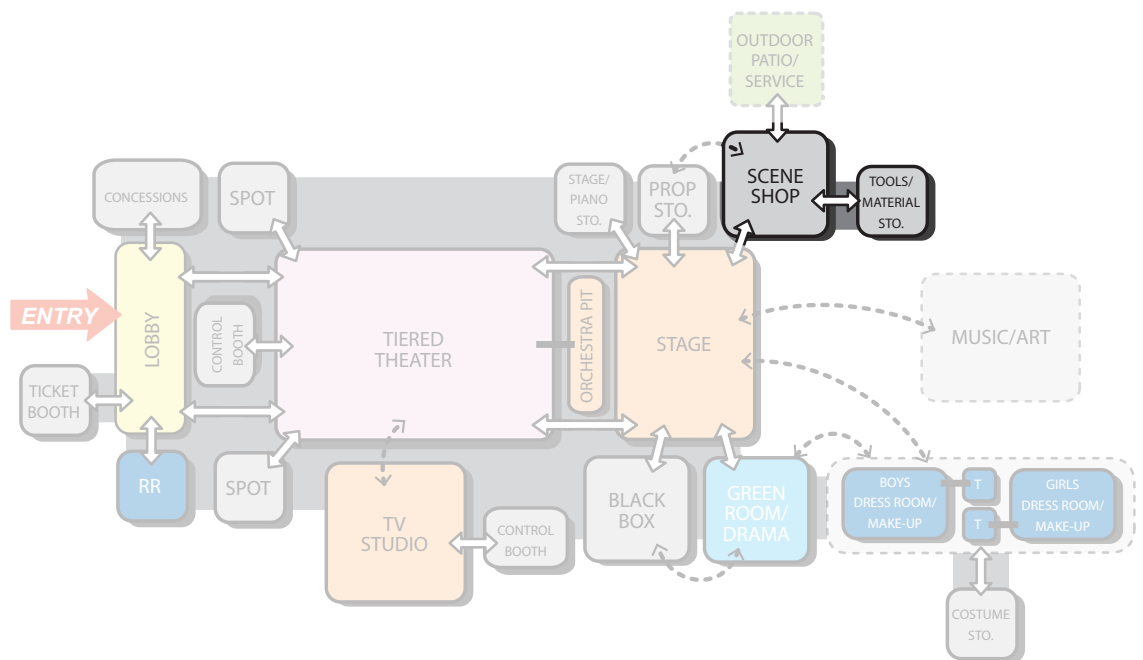 OUTDOOR
PATIO/
SERVICE
SCENE
SHOP
TOOLS/
MATERIAL
STO.
CONCESSIONS
SPOT
STAGE/
PIANO
STO.
PROP
STO.
ENTRY
LOBBY
CONTROL
BOOTH
TIERED
THEATER
ORCHESTRA PIT
STAGE
MUSIC/ART
TICKET
BOOTH
RR
SPOT
TV
STUDIO
CONTROL
BOOTH
BLACK
BOX
GREEN
ROOM/
DRAMA
BOYS
DRESS ROOM/
MAKE-UP
T
T
GIRLS
DRESS ROOM/
MAKE-UP
COSTUME
STO.